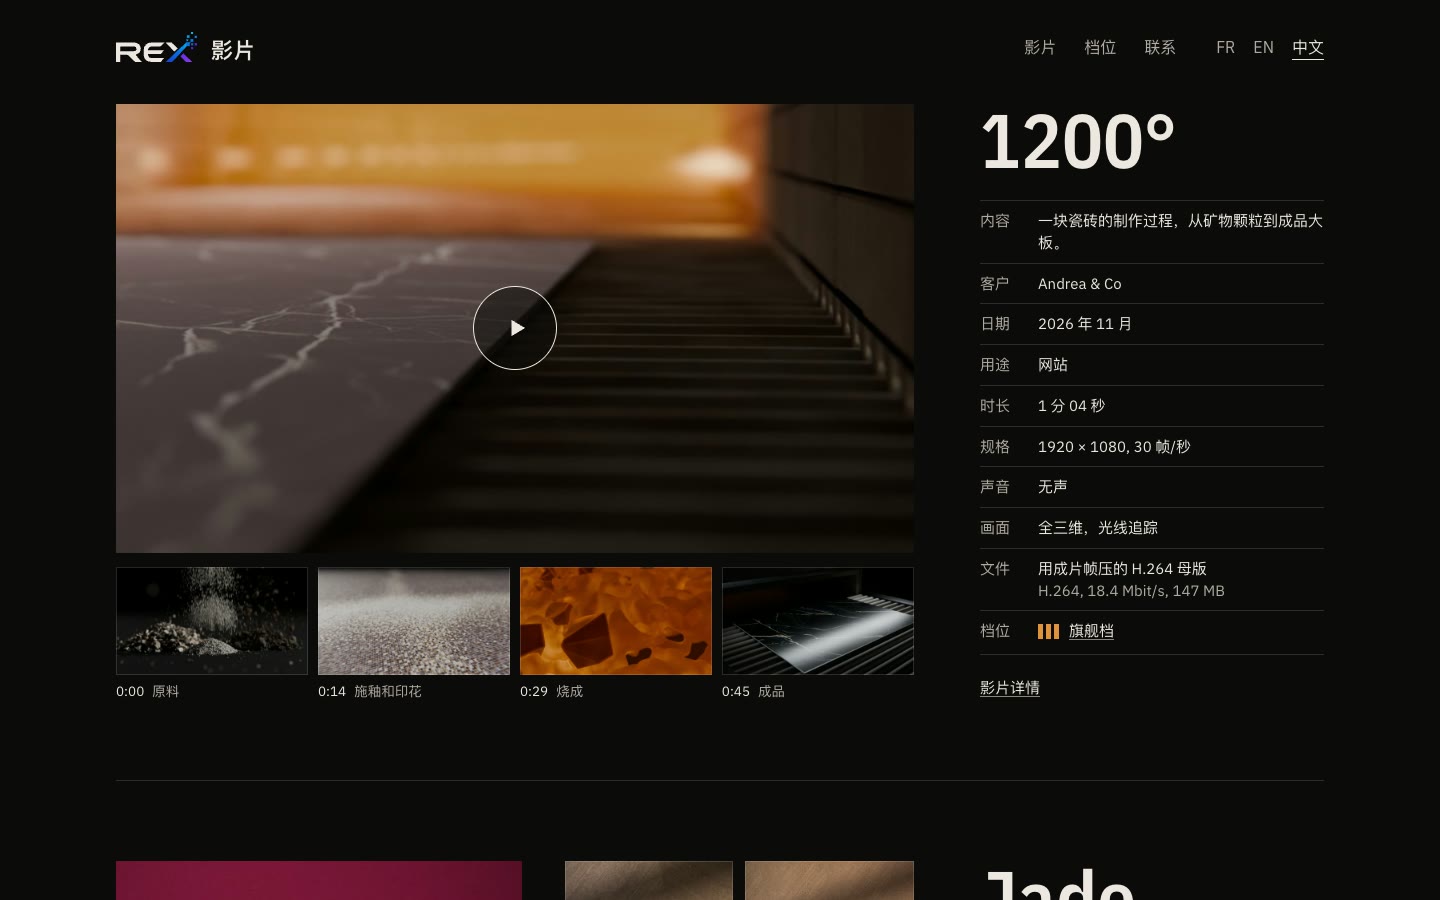 REX 影片
影片 档位 联系 FR EN 中文
1200°
内容 一块瓷砖的制作过程，从矿物颗粒到成品大
板。
客户 Andrea & Co
日期 2026 年 11 月
用途 网站
时长 1 分 04 秒
规格 1920 × 1080, 30 帧/秒
声音 无声
画面 全三维，光线追踪
文件 用成片帧压的 H.264 母版
H.264, 18.4 Mbit/s, 147 MB
档位 旗舰档
影片详情
0:00 原料
0:14 施釉和印花
0:29 烧成
0:45 成品
Jade